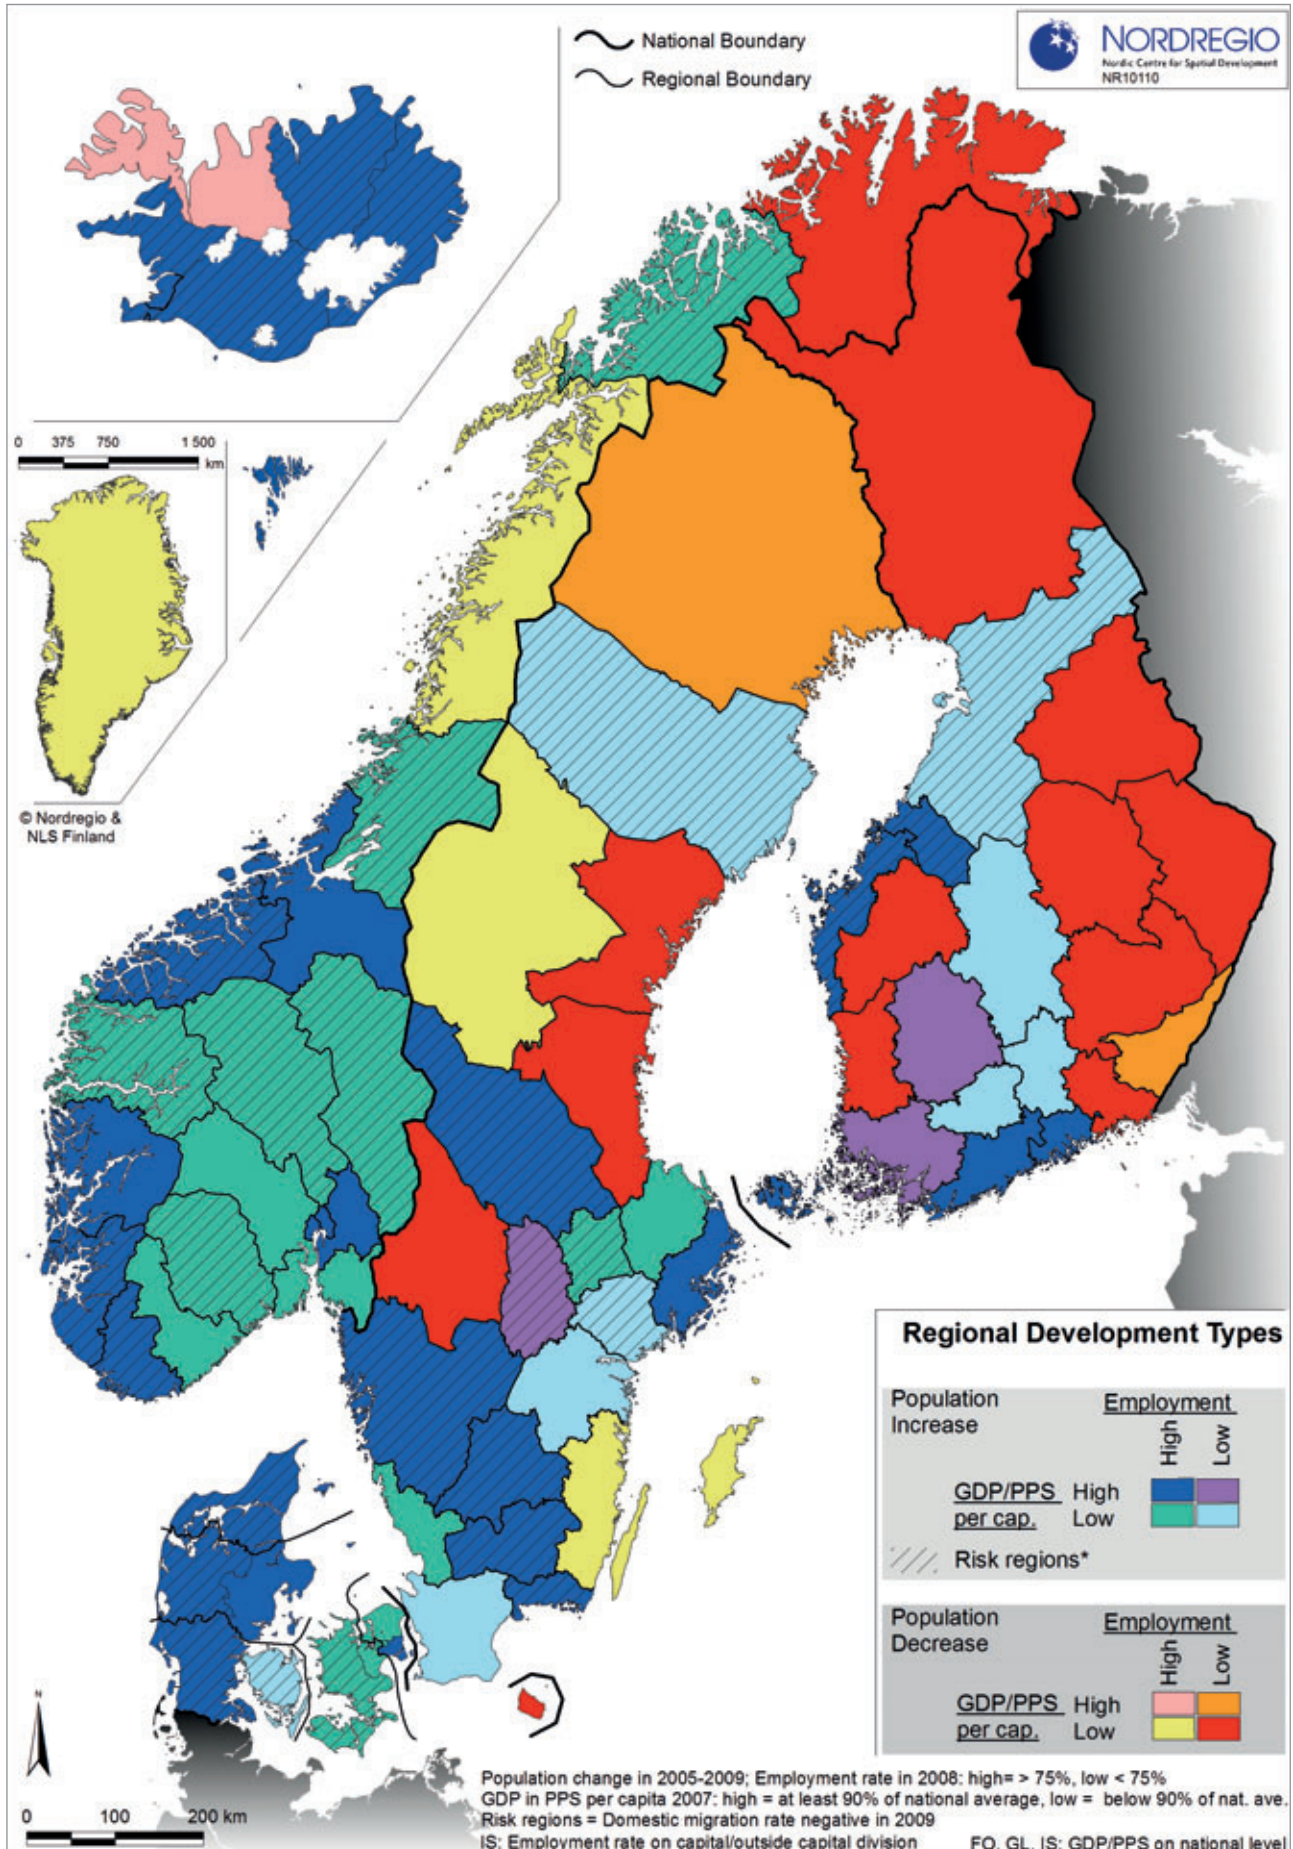 National Boundary
Regional Boundary
NORDREGIO
Nordic Centre for Spatial Development
NR10110
0 375 750 1 500
km
© Nordregio &
NLS Finland
Regional Development Types
Population
Increase
Employment
High Low
GDP/PPS High
per cap. Low
Risk regions*
Population
Decrease
Employment
High Low
GDP/PPS High
per cap. Low
N
0 100 200 km
Population change in 2005-2009; Employment rate in 2008: high= > 75%, low < 75%
GDP in PPS per capita 2007: high = at least 90% of national average, low = below 90% of nat. ave.
Risk regions = Domestic migration rate negative in 2009
IS: Employment rate on capital/outside capital division FO, GL, IS: GDP/PPS on national level